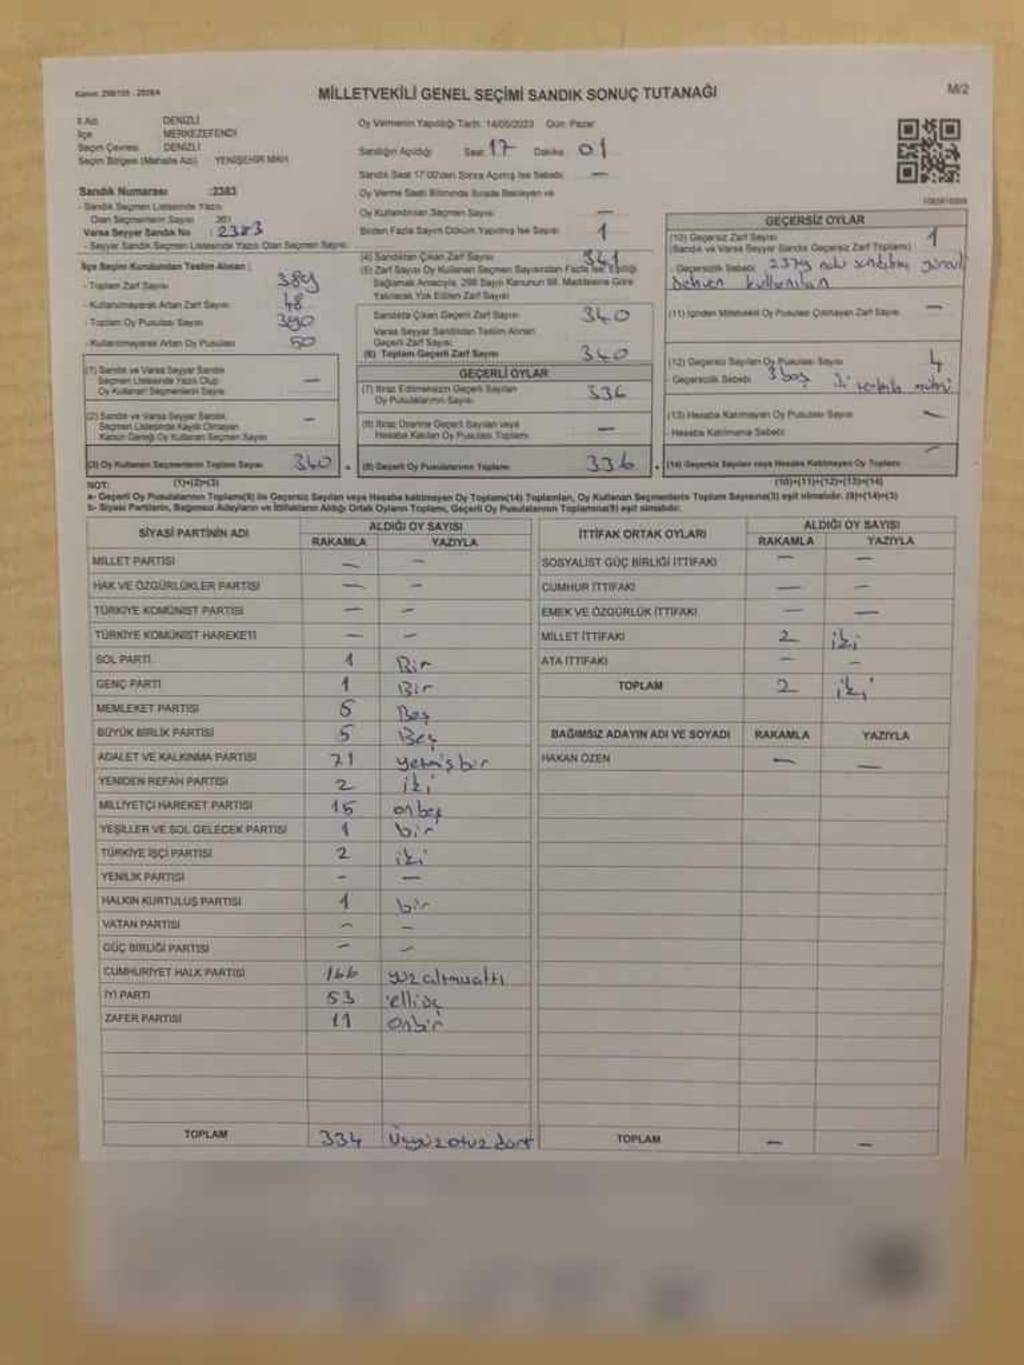 MİLLETVEKİLİ GENEL SEÇİMİ SANDIK SONUÇ TUTANAĞI
M/2
İl Adı DENİZLİ
İlçe MERKEZEFENDİ
Seçim Çevresi DENİZLİ
Seçim Bölgesi (Mahalle Adı) YENİŞEHİR MAH.
Oy Vermenin Yapıldığı Tarih: 14/05/2023 Gün: Pazar
Sandığın Açıldığı Saat: 17 Dakika: 01
Sandık Saat 17:00'den Sonra Açılmış İse Sebebi: —
Oy Verme Saati Bitiminde Sırada Bekleyen ve
Oy Kullandırılan Seçmen Sayısı: —
Birden Fazla Sayım Döküm Yapılmış İse Sayısı: 1
Sandık Numarası :2383
- Sandık Seçmen Listesinde Yazılı
Olan Seçmenlerin Sayısı 361
Varsa Seyyar Sandık No : 2383
- Seyyar Sandık Seçmen Listesinde Yazılı Olan Seçmen Sayısı:
İlçe Seçim Kurulundan Teslim Alınan :
- Toplam Zarf Sayısı 389
- Kullanılmayarak Artan Zarf Sayısı 48
- Toplam Oy Pusulası Sayısı 390
- Kullanılmayarak Artan Oy Pusulası 50
(1) Sandık ve Varsa Seyyar Sandık
Seçmen Listesinde Yazılı Olup
Oy Kullanan Seçmenlerin Sayısı —
(2) Sandık ve Varsa Seyyar Sandık
Seçmen Listesinde Kayıtlı Olmayan
Kanun Gereği Oy Kullanan Seçmen Sayısı —
(3) Oy Kullanan Seçmenlerin Toplam Sayısı 340
(1)+(2)=(3)
(4) Sandıktan Çıkan Zarf Sayısı 341
(5) Zarf Sayısı Oy Kullanan Seçmen Sayısından Fazla İse Eşitliği
Sağlamak Amacıyla, 298 Sayılı Kanunun 98. Maddesine Göre
Yakılarak Yok Edilen Zarf Sayısı
Sandıkta Çıkan Geçerli Zarf Sayısı 340
Varsa Seyyar Sandıktan Teslim Alınan
Geçerli Zarf Sayısı
(6) Toplam Geçerli Zarf Sayısı 340
GEÇERLİ OYLAR
(7) İtiraz Edilmeksizin Geçerli Sayılan
Oy Pusulalarının Sayısı 336
(8) İtiraz Üzerine Geçerli Sayılan veya
Hesaba Katılan Oy Pusulası Toplamı —
(9) Geçerli Oy Pusulalarının Toplamı 336
GEÇERSİZ OYLAR
(10) Geçersiz Zarf Sayısı 1
(Sandık ve Varsa Seyyar Sandık Geçersiz Zarf Toplamı)
- Geçersizlik Sebebi: 2379 nolu
kullanılan
(11) İçinden Milletvekili Oy Pusulası Çıkmayan Zarf Sayısı —
(12) Geçersiz Sayılan Oy Pusulası Sayısı 4
- Geçersizlik Sebebi 3 boş
(13) Hesaba Katılmayan Oy Pusulası Sayısı —
- Hesaba Katılmama Sebebi
(14) Geçersiz Sayılan veya Hesaba Katılmayan Oy Toplamı —
(10)+(11)+(12)+(13)=(14)
NOT:
a- Geçerli Oy Pusulalarının Toplamı(9) ile Geçersiz Sayılan veya Hesaba katılmayan Oy Toplamı(14) Toplamları, Oy Kullanan Seçmenlerin Toplam Sayısına(3) eşit olmalıdır. (9)+(14)=(3)
b- Siyasi Partilerin, Bağımsız Adayların ve İttifakların Aldığı Ortak Oyların Toplamı, Geçerli Oy Pusulalarının Toplamına(9) eşit olmalıdır.
SİYASİ PARTİNİN ADI ALDIĞI OY SAYISI
RAKAMLA YAZIYLA
MİLLET PARTİSİ — —
HAK VE ÖZGÜRLÜKLER PARTİSİ — —
TÜRKİYE KOMÜNİST PARTİSİ — —
TÜRKİYE KOMÜNİST HAREKETİ — —
SOL PARTİ 1 Bir
GENÇ PARTİ 1 Bir
MEMLEKET PARTİSİ 5 Beş
BÜYÜK BİRLİK PARTİSİ 5 Beş
ADALET VE KALKINMA PARTİSİ 71 yetmişbir
YENİDEN REFAH PARTİSİ 2 iki
MİLLİYETÇİ HAREKET PARTİSİ 15 onbeş
YEŞİLLER VE SOL GELECEK PARTİSİ 1 bir
TÜRKİYE İŞÇİ PARTİSİ 2 iki
YENİLİK PARTİSİ - —
HALKIN KURTULUŞ PARTİSİ 1 bir
VATAN PARTİSİ — —
GÜÇ BİRLİĞİ PARTİSİ — —
CUMHURİYET HALK PARTİSİ 166 yüzaltmışaltı
İYİ PARTİ 53 elliüç
ZAFER PARTİSİ 11 onbir
TOPLAM 334 Üçyüzotuzdört
İTTİFAK ORTAK OYLARI ALDIĞI OY SAYISI
RAKAMLA YAZIYLA
SOSYALİST GÜÇ BİRLİĞİ İTTİFAKI — —
CUMHUR İTTİFAKI — —
EMEK VE ÖZGÜRLÜK İTTİFAKI — —
MİLLET İTTİFAKI 2 iki
ATA İTTİFAKI — —
TOPLAM 2 iki
BAĞIMSIZ ADAYIN ADI VE SOYADI RAKAMLA YAZIYLA
HAKAN ÖZEN — —
TOPLAM — —